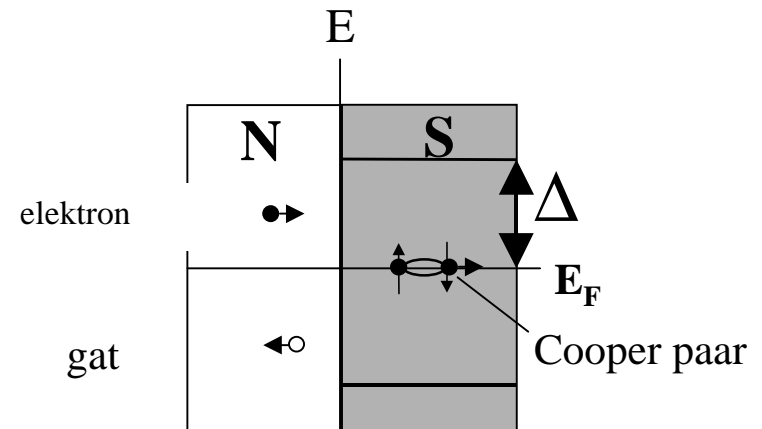 E
N S
elektron
Δ
E_F
gat
Cooper paar